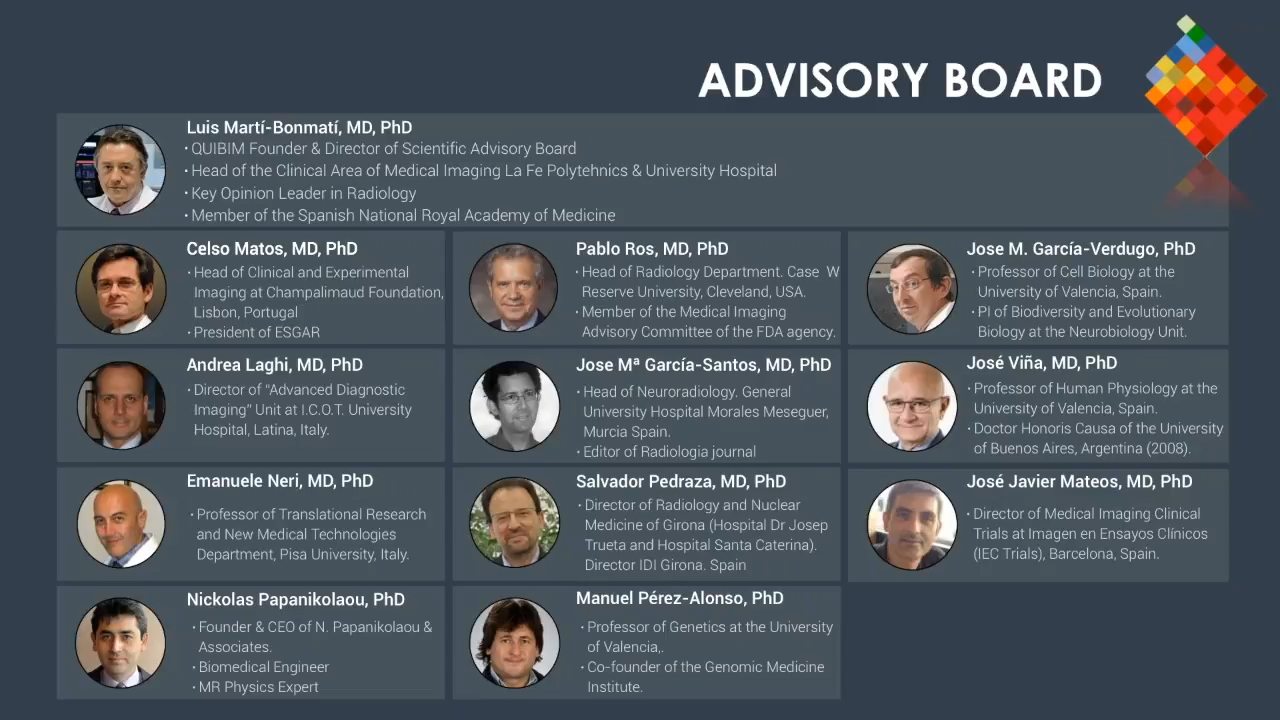 ADVISORY BOARD
Luis Martí-Bonmatí, MD, PhD
• QUIBIM Founder & Director of Scientific Advisory Board
• Head of the Clinical Area of Medical Imaging La Fe Polytehnics & University Hospital
• Key Opinion Leader in Radiology
• Member of the Spanish National Royal Academy of Medicine
Celso Matos, MD, PhD
• Head of Clinical and Experimental
Imaging at Champalimaud Foundation,
Lisbon, Portugal
• President of ESGAR
Pablo Ros, MD, PhD
• Head of Radiology Department. Case W
Reserve University, Cleveland, USA.
• Member of the Medical Imaging
Advisory Committee of the FDA agency.
Jose M. García-Verdugo, PhD
• Professor of Cell Biology at the
University of Valencia, Spain.
• PI of Biodiversity and Evolutionary
Biology at the Neurobiology Unit.
Andrea Laghi, MD, PhD
• Director of “Advanced Diagnostic
Imaging” Unit at I.C.O.T. University
Hospital, Latina, Italy.
Jose Mª García-Santos, MD, PhD
• Head of Neuroradiology. General
University Hospital Morales Meseguer,
Murcia Spain.
• Editor of Radiologia journal
José Viña, MD, PhD
• Professor of Human Physiology at the
University of Valencia, Spain.
• Doctor Honoris Causa of the University
of Buenos Aires, Argentina (2008).
Emanuele Neri, MD, PhD
• Professor of Translational Research
and New Medical Technologies
Department, Pisa University, Italy.
Salvador Pedraza, MD, PhD
• Director of Radiology and Nuclear
Medicine of Girona (Hospital Dr Josep
Trueta and Hospital Santa Caterina).
Director IDI Girona. Spain
José Javier Mateos, MD, PhD
• Director of Medical Imaging Clinical
Trials at Imagen en Ensayos Clínicos
(IEC Trials), Barcelona, Spain.
Nickolas Papanikolaou, PhD
• Founder & CEO of N. Papanikolaou &
Associates.
• Biomedical Engineer
• MR Physics Expert
Manuel Pérez-Alonso, PhD
• Professor of Genetics at the University
of Valencia,.
• Co-founder of the Genomic Medicine
Institute.